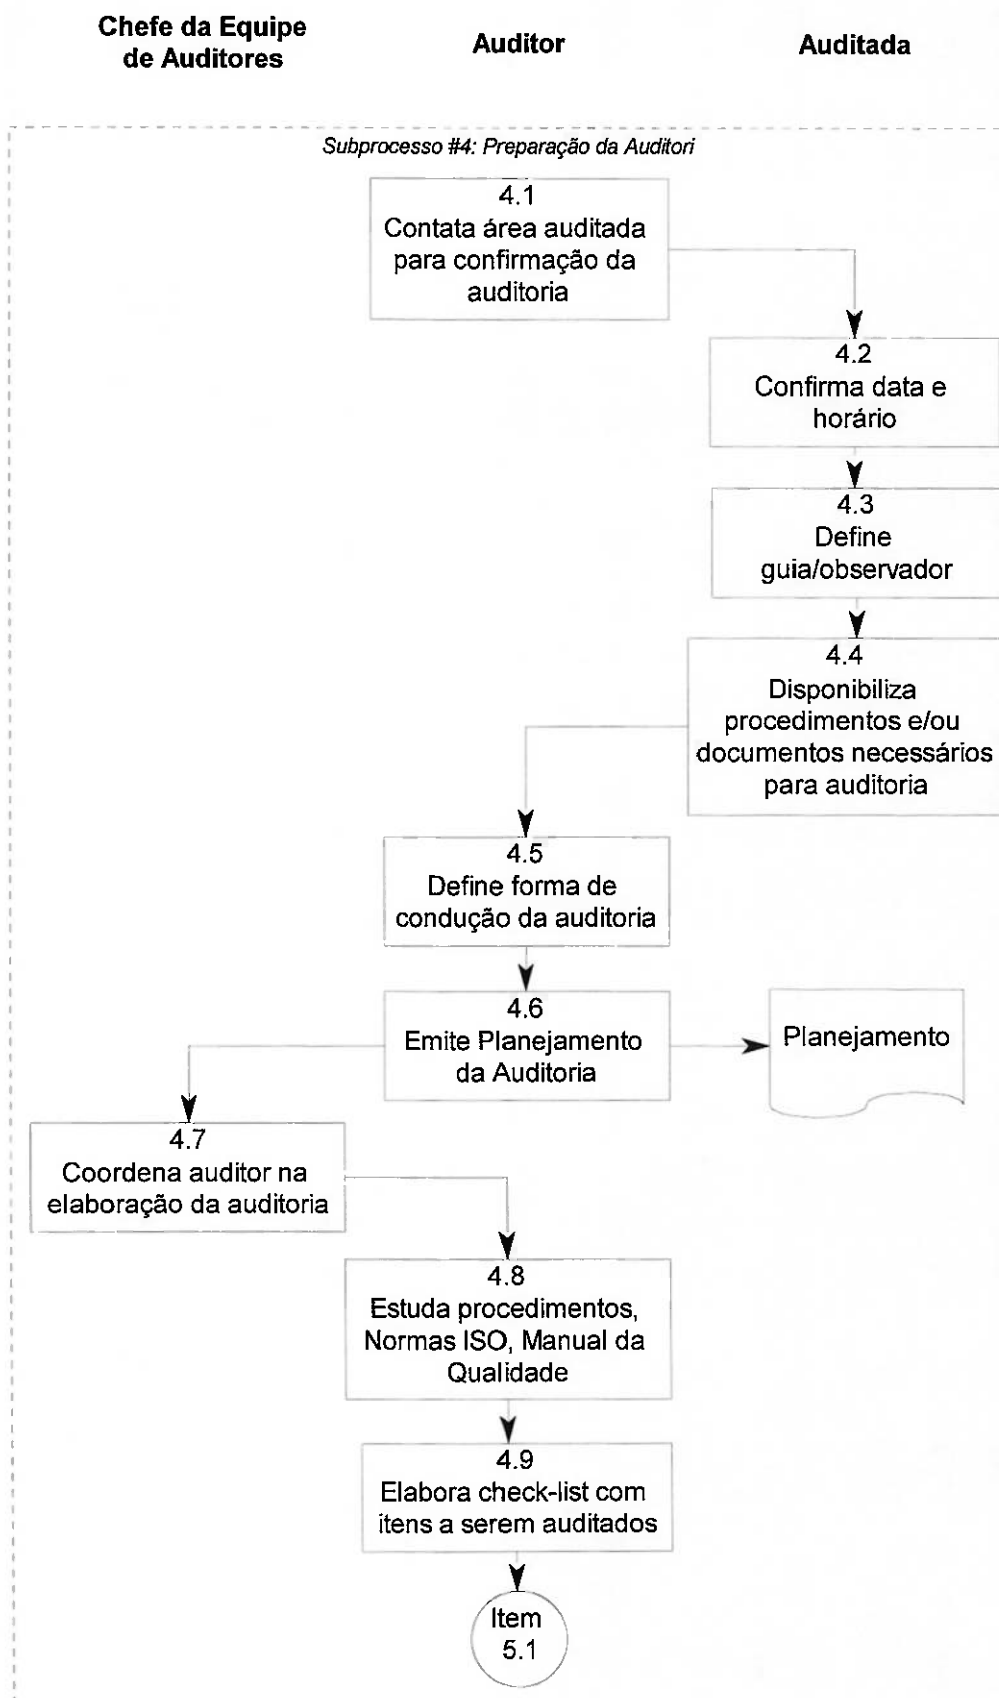 Chefe da Equipe
de Auditores
Auditor
Auditada
Subprocesso #4: Preparação da Auditori
4.1
Contata área auditada
para confirmação da
auditoria
4.2
Confirma data e
horário
4.3
Define
guia/observador
4.4
Disponibiliza
procedimentos e/ou
documentos necessários
para auditoria
4.5
Define forma de
condução da auditoria
4.6
Emite Planejamento
da Auditoria
Planejamento
4.7
Coordena auditor na
elaboração da auditoria
4.8
Estuda procedimentos,
Normas ISO, Manual da
Qualidade
4.9
Elabora check-list com
itens a serem auditados
Item
5.1